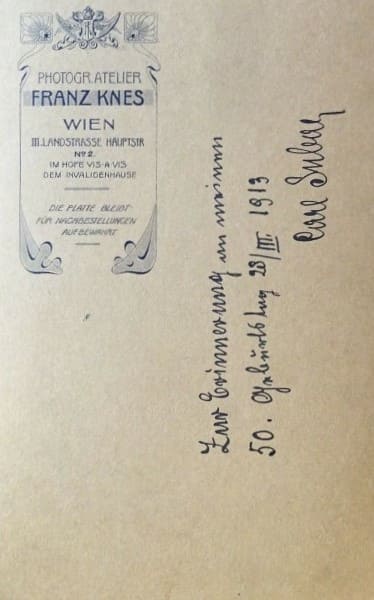 PHOTOGR. ATELIER
FRANZ KNES
WIEN
III. LANDSTRASSE HAUPTSTR
No 2.
IM HOFE VIS-A-VIS
DEM INVALIDENHAUSE
DIE PLATTE BLEIBT
FÜR NACHBESTELLUNGEN
AUFBEWAHRT
Zur Erinnerung an meinen
50. Geburtstag 28/III. 1913
Carl